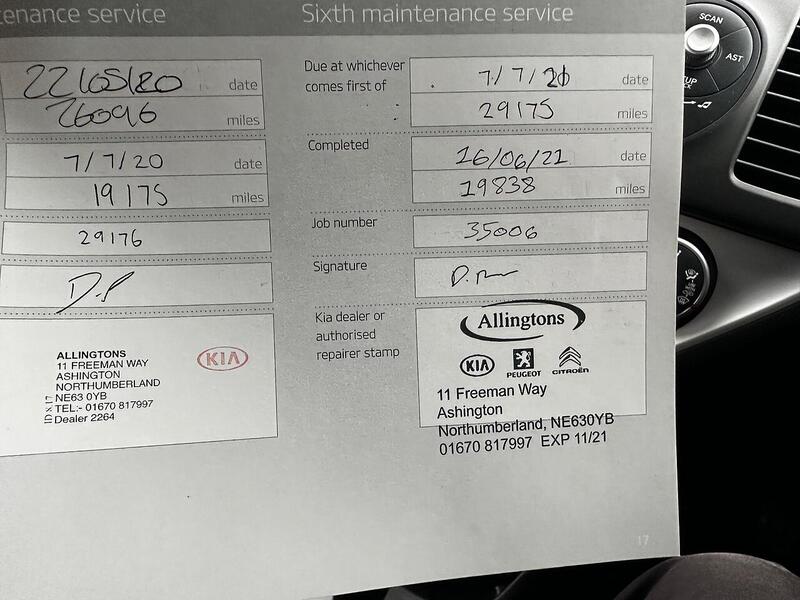 enance service
22/05/20 date
26096 miles
7/7/20 date
19175 miles
29176
ALLINGTONS
11 FREEMAN WAY
ASHINGTON
NORTHUMBERLAND
NE63 0YB
TEL:- 01670 817997
Dealer 2264
KIA
Sixth maintenance service
Due at whichever
comes first of
7/7/21 date
29175 miles
Completed
16/06/21 date
19838 miles
Job number
35006
Signature
Kia dealer or
authorised
repairer stamp
Allingtons
KIA PEUGEOT CITROËN
11 Freeman Way
Ashington
Northumberland, NE630YB
01670 817997 EXP 11/21
17
SCAN
AST